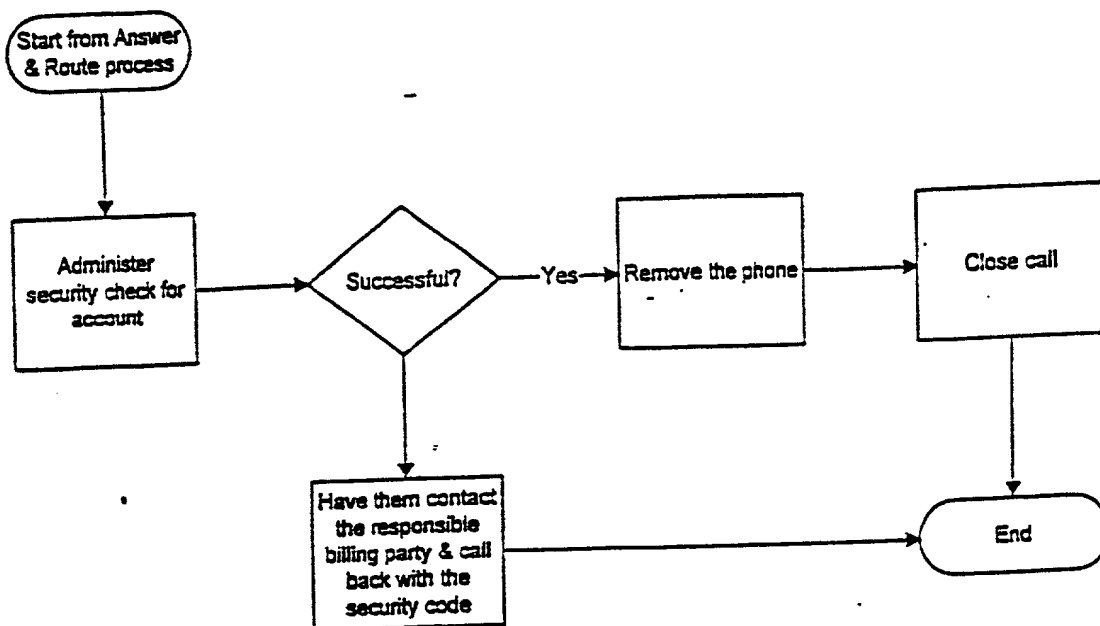 Start from Answer
& Route process
Administer
security check for
account
Successful?
Yes
Remove the phone
Close call
Have them contact
the responsible
billing party & call
back with the
security code
End